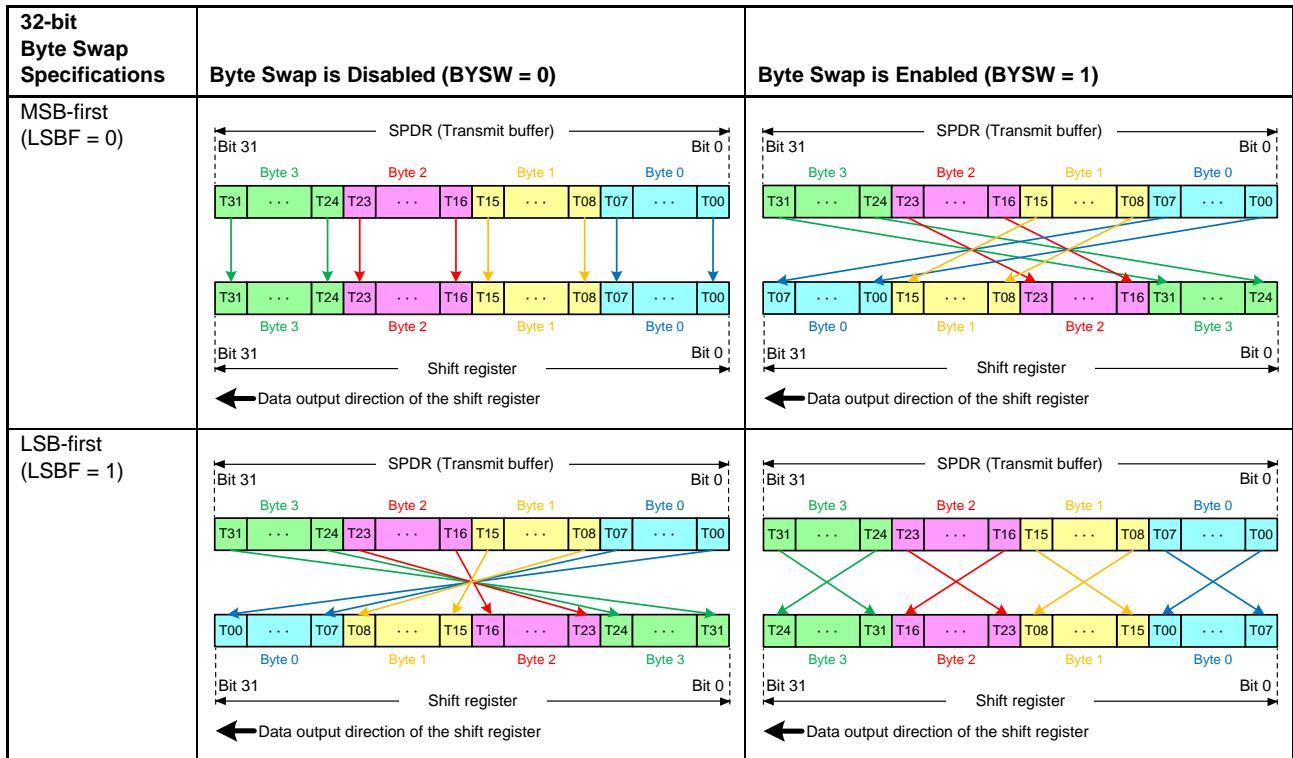 32-bit
Byte Swap
Specifications
Byte Swap is Disabled (BYSW = 0)
Byte Swap is Enabled (BYSW = 1)
MSB-first
(LSBF = 0)
SPDR (Transmit buffer)
Bit 31 Bit 0
Byte 3 Byte 2 Byte 1 Byte 0
T31 · · · T24 T23 · · · T16 T15 · · · T08 T07 · · · T00
T31 · · · T24 T23 · · · T16 T15 · · · T08 T07 · · · T00
Byte 3 Byte 2 Byte 1 Byte 0
Bit 31 Bit 0
Shift register
Data output direction of the shift register
SPDR (Transmit buffer)
Bit 31 Bit 0
Byte 3 Byte 2 Byte 1 Byte 0
T31 · · · T24 T23 · · · T16 T15 · · · T08 T07 · · · T00
T07 · · · T00 T15 · · · T08 T23 · · · T16 T31 · · · T24
Byte 0 Byte 1 Byte 2 Byte 3
Bit 31 Bit 0
Shift register
Data output direction of the shift register
LSB-first
(LSBF = 1)
SPDR (Transmit buffer)
Bit 31 Bit 0
Byte 3 Byte 2 Byte 1 Byte 0
T31 · · · T24 T23 · · · T16 T15 · · · T08 T07 · · · T00
T00 · · · T07 T08 · · · T15 T16 · · · T23 T24 · · · T31
Byte 0 Byte 1 Byte 2 Byte 3
Bit 31 Bit 0
Shift register
Data output direction of the shift register
SPDR (Transmit buffer)
Bit 31 Bit 0
Byte 3 Byte 2 Byte 1 Byte 0
T31 · · · T24 T23 · · · T16 T15 · · · T08 T07 · · · T00
T24 · · · T31 T16 · · · T23 T08 · · · T15 T00 · · · T07
Byte 3 Byte 2 Byte 1 Byte 0
Bit 31 Bit 0
Shift register
Data output direction of the shift register